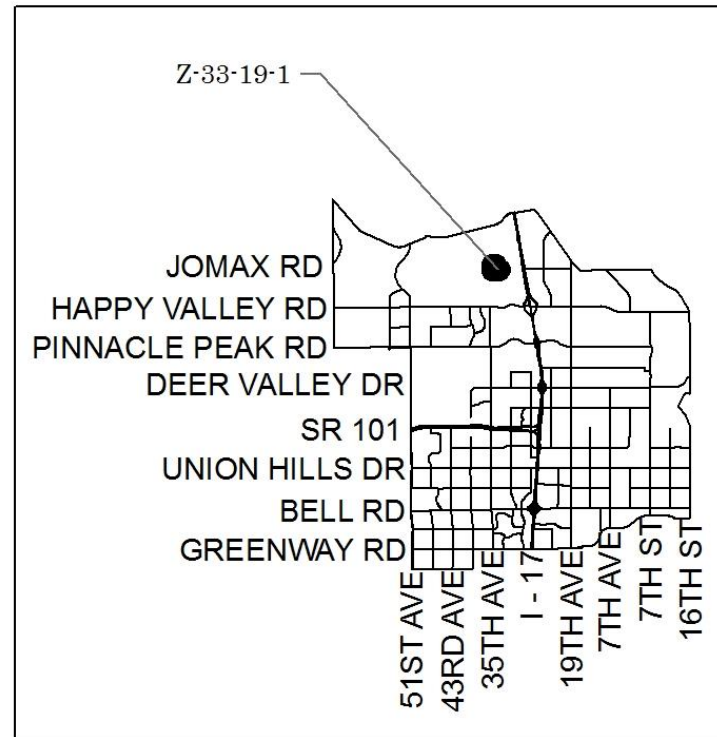 Z-33-19-1
JOMAX RD
HAPPY VALLEY RD
PINNACLE PEAK RD
DEER VALLEY DR
SR 101
UNION HILLS DR
BELL RD
GREENWAY RD
51ST AVE
43RD AVE
35TH AVE
I - 17
19TH AVE
7TH AVE
7TH ST
16TH ST